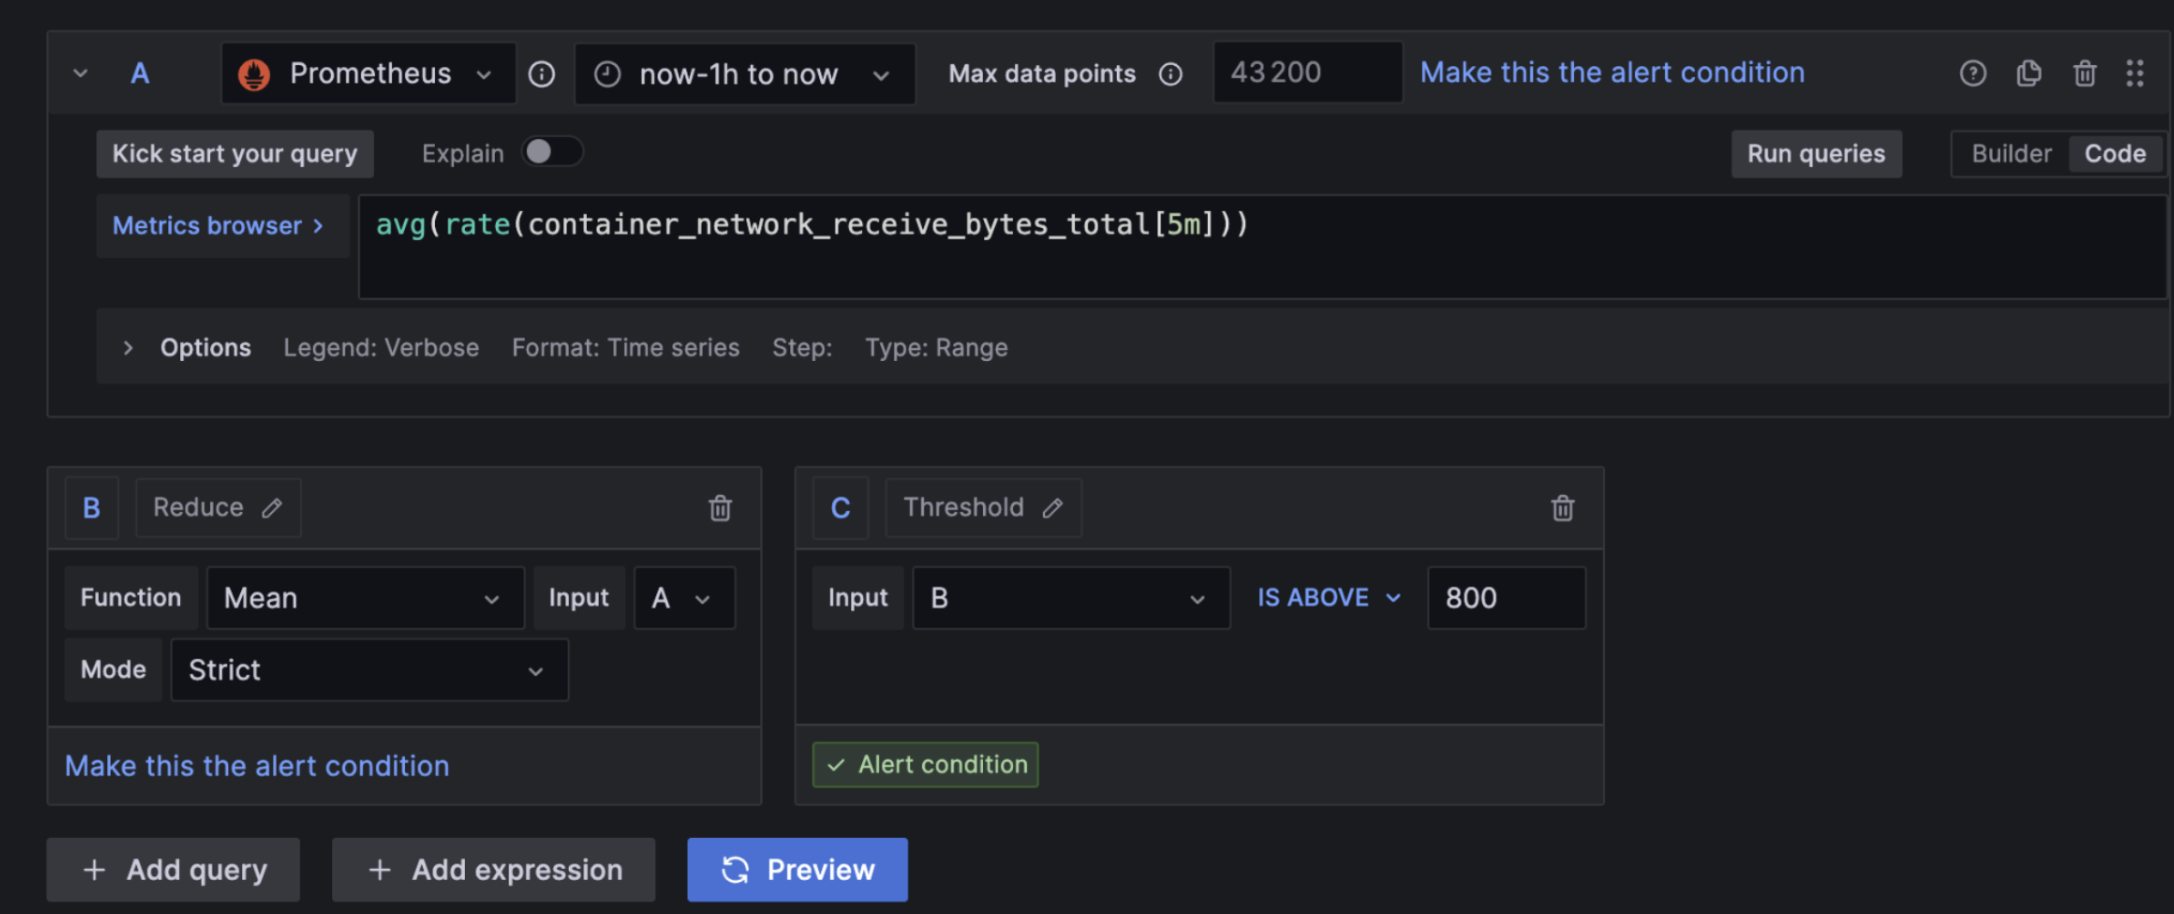 A Prometheus now-1h to now Max data points 43200 Make this the alert condition
Kick start your query Explain Run queries Builder Code
Metrics browser > avg(rate(container_network_receive_bytes_total[5m]))
> Options Legend: Verbose Format: Time series Step: Type: Range
B Reduce
Function Mean Input A
Mode Strict
Make this the alert condition
C Threshold
Input B IS ABOVE 800
Alert condition
+ Add query + Add expression Preview